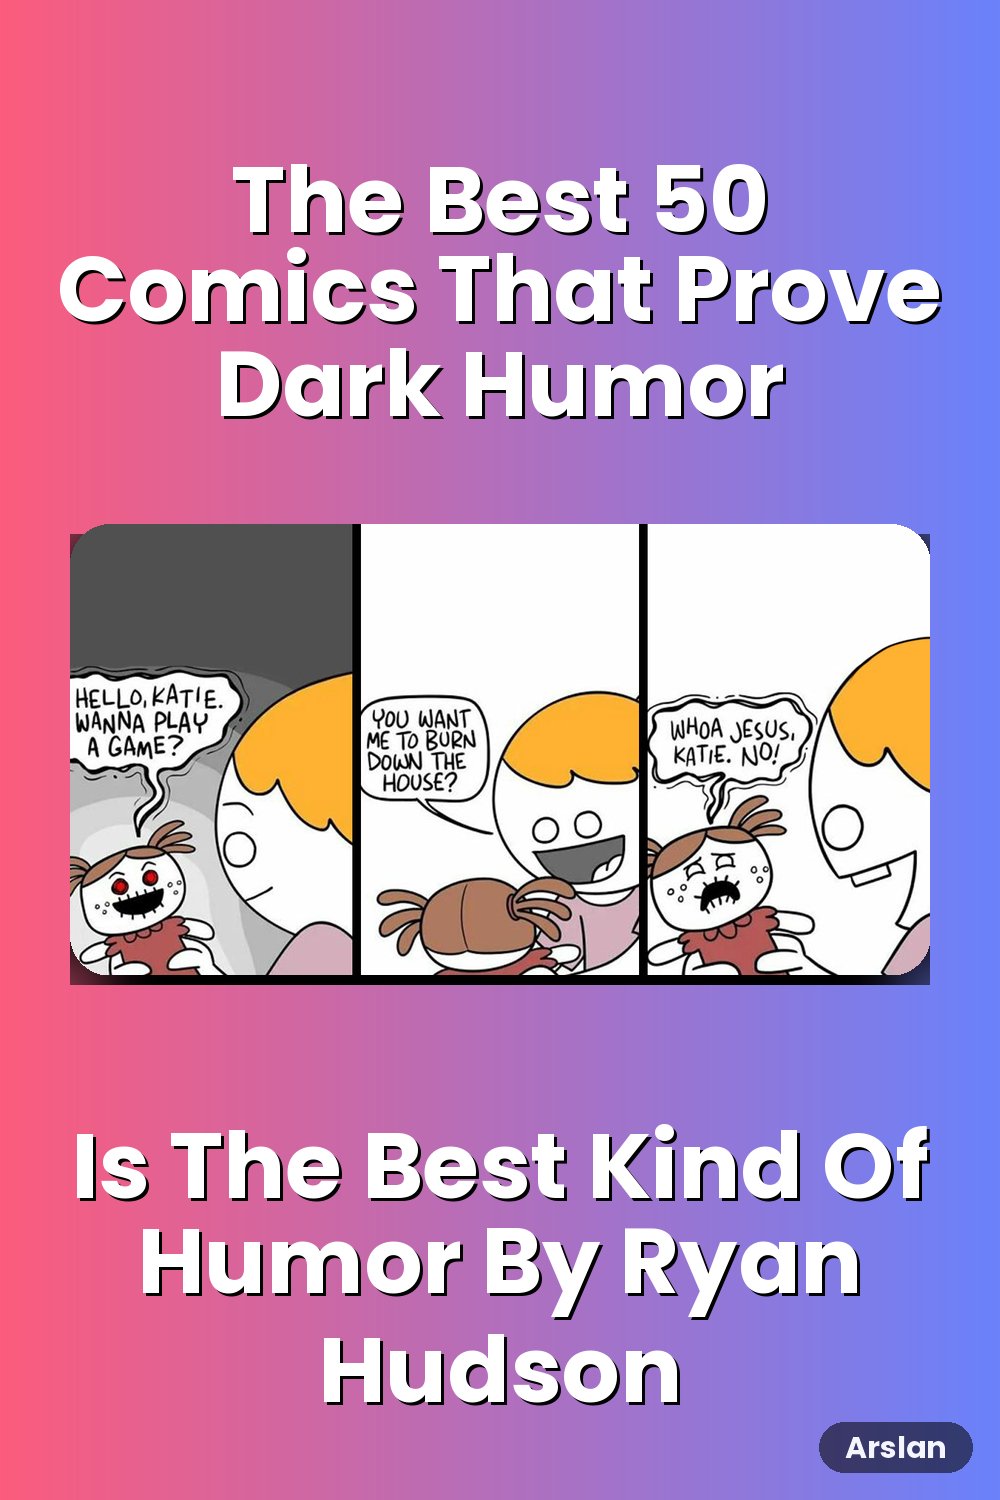 The Best 50
Comics That Prove
Dark Humor
HELLO, KATIE.
WANNA PLAY
A GAME?
YOU WANT
ME TO BURN
DOWN THE
HOUSE?
WHOA JESUS,
KATIE. NO!
Is The Best Kind Of
Humor By Ryan
Hudson
Arslan